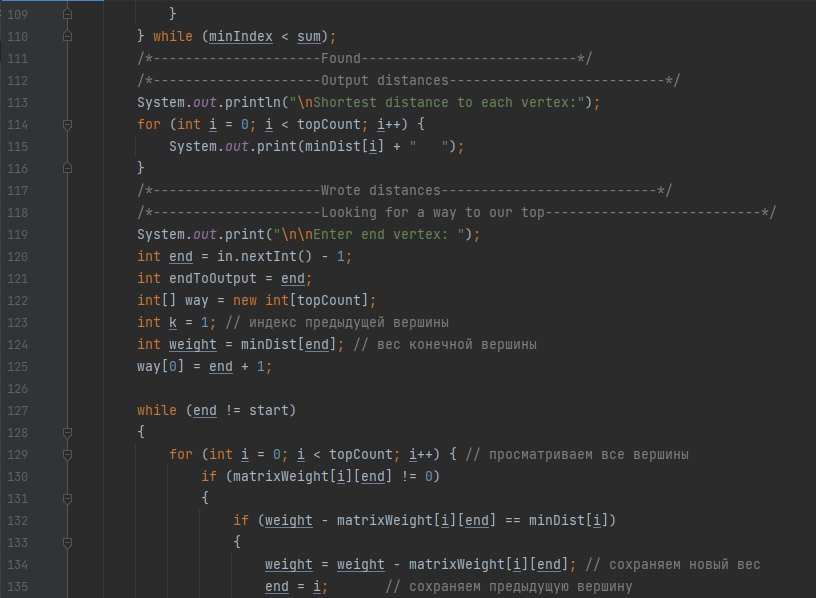 109 }
110 } while (minIndex < sum);
111 /*---------------------Found---------------------------*/
112 /*---------------------Output distances---------------------------*/
113 System.out.println("\nShortest distance to each vertex:");
114 for (int i = 0; i < topCount; i++) {
115 System.out.print(minDist[i] + "   ");
116 }
117 /*---------------------Wrote distances---------------------------*/
118 /*---------------------Looking for a way to our top---------------------------*/
119 System.out.print("\n\nEnter end vertex: ");
120 int end = in.nextInt() - 1;
121 int endToOutput = end;
122 int[] way = new int[topCount];
123 int k = 1; // индекс предыдущей вершины
124 int weight = minDist[end]; // вес конечной вершины
125 way[0] = end + 1;
126
127 while (end != start)
128 {
129 for (int i = 0; i < topCount; i++) { // просматриваем все вершины
130 if (matrixWeight[i][end] != 0)
131 {
132 if (weight - matrixWeight[i][end] == minDist[i])
133 {
134 weight = weight - matrixWeight[i][end]; // сохраняем новый вес
135 end = i;       // сохраняем предыдущую вершину